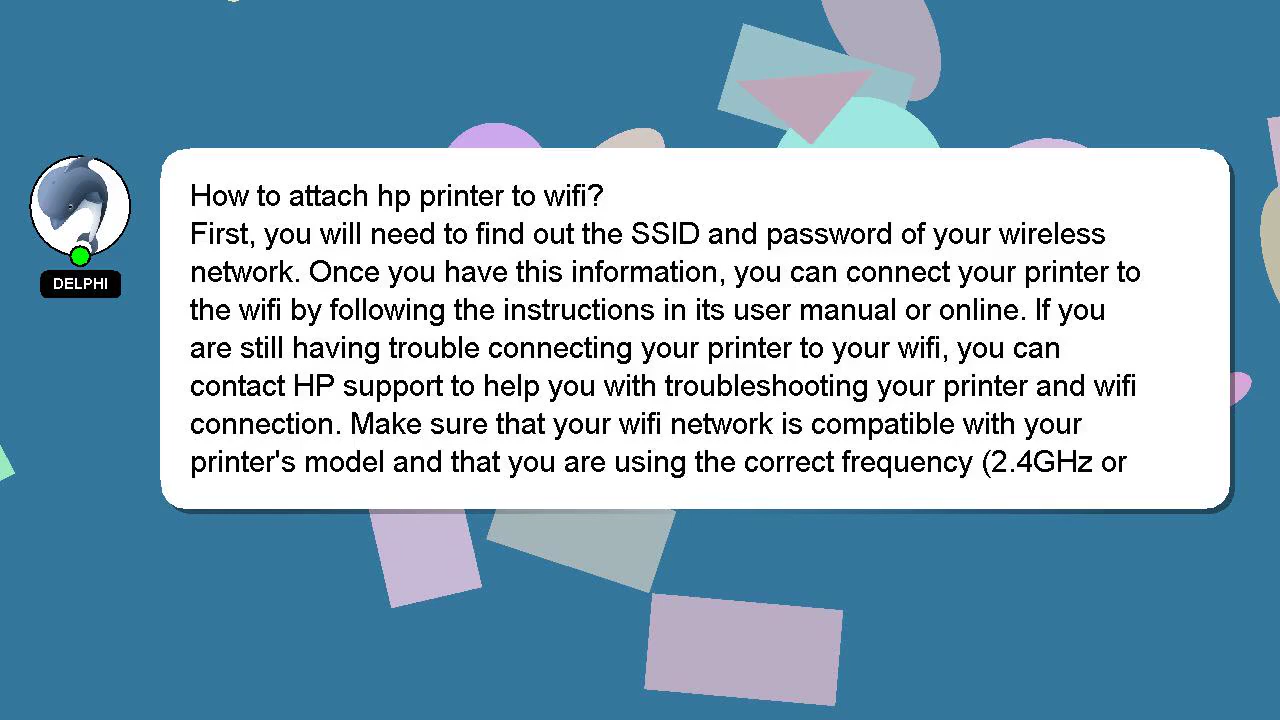 How to attach hp printer to wifi?
First, you will need to find out the SSID and password of your wireless
network. Once you have this information, you can connect your printer to
the wifi by following the instructions in its user manual or online. If you
are still having trouble connecting your printer to your wifi, you can
contact HP support to help you with troubleshooting your printer and wifi
connection. Make sure that your wifi network is compatible with your
printer's model and that you are using the correct frequency (2.4GHz or
DELPHI